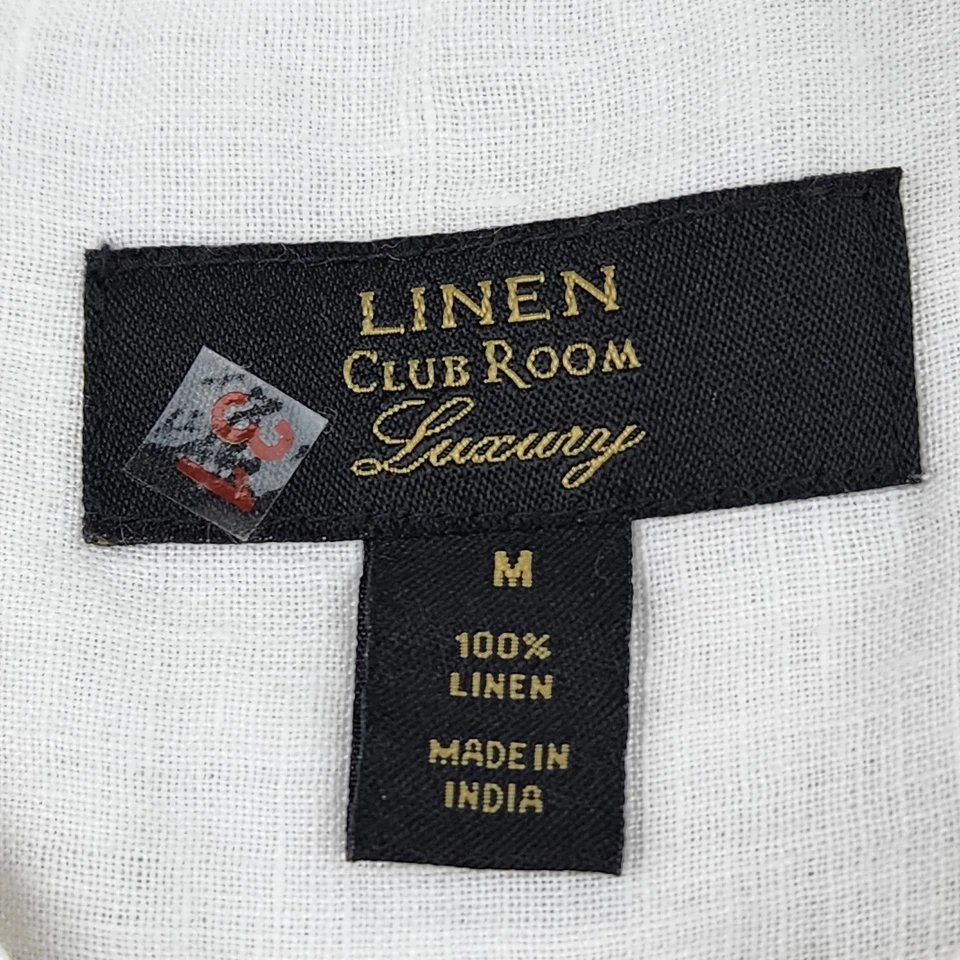 LINEN
CLUB ROOM
Luxury
M
100%
LINEN
MADE IN
INDIA